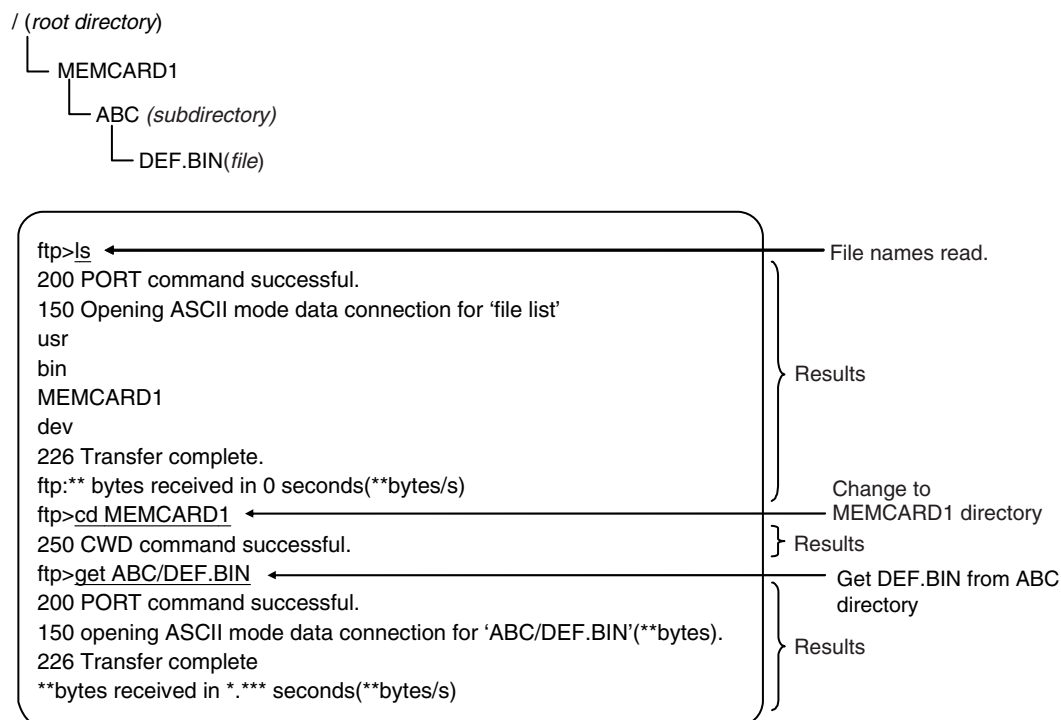 / (root directory)
MEMCARD1
ABC (subdirectory)
DEF.BIN(file)
ftp>ls
File names read.
200 PORT command successful.
150 Opening ASCII mode data connection for ‘file list’
usr
bin
MEMCARD1
Results
dev
226 Transfer complete.
ftp:** bytes received in 0 seconds(**bytes/s)
ftp>cd MEMCARD1
Change to
MEMCARD1 directory
250 CWD command successful.
Results
ftp>get ABC/DEF.BIN
Get DEF.BIN from ABC
directory
200 PORT command successful.
150 opening ASCII mode data connection for ‘ABC/DEF.BIN’(**bytes).
Results
226 Transfer complete
**bytes received in *.*** seconds(**bytes/s)